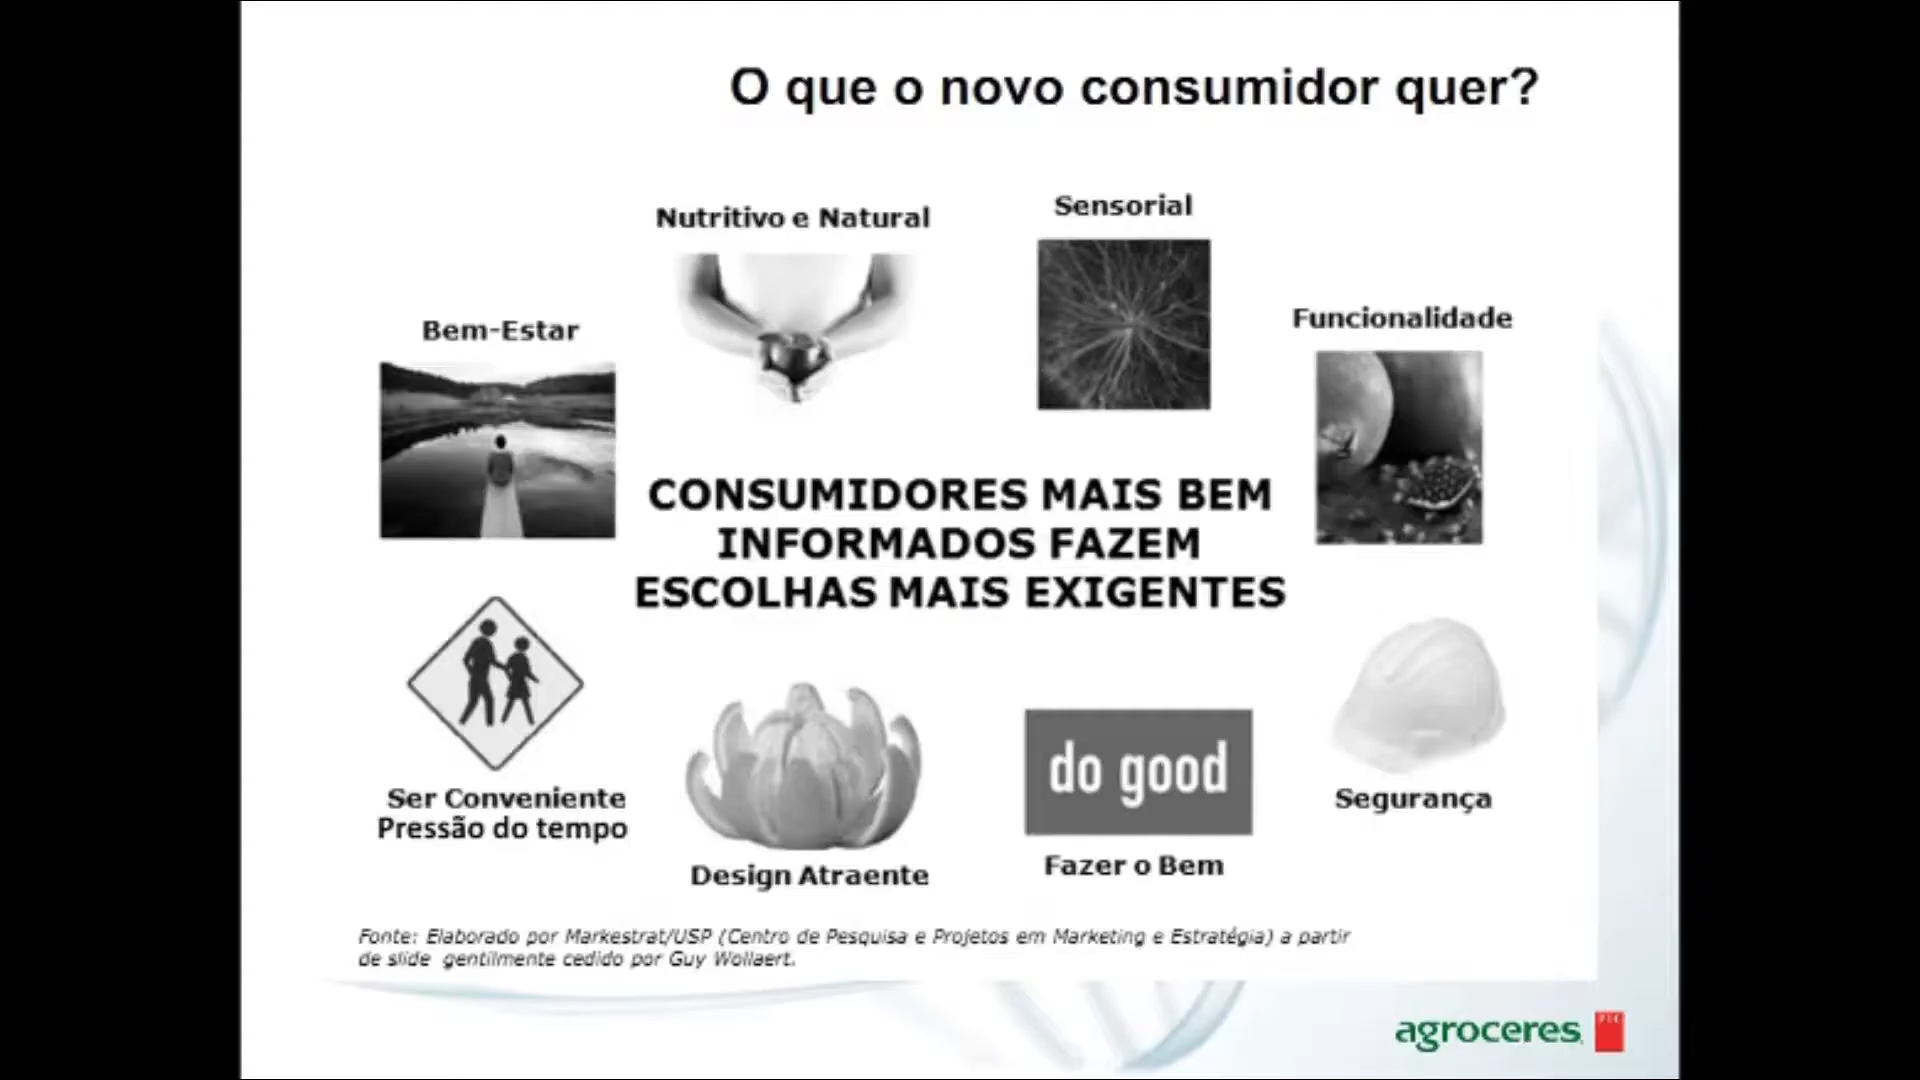 O que o novo consumidor quer?
Nutritivo e Natural
Sensorial
Bem-Estar
Funcionalidade
CONSUMIDORES MAIS BEM
INFORMADOS FAZEM
ESCOLHAS MAIS EXIGENTES
do good
Ser Conveniente
Pressão do tempo
Design Atraente
Fazer o Bem
Segurança
Fonte: Elaborado por Markestrat/USP (Centro de Pesquisa e Projetos em Marketing e Estratégia) a partir
de slide gentilmente cedido por Guy Wollaert.
agroceres PIC